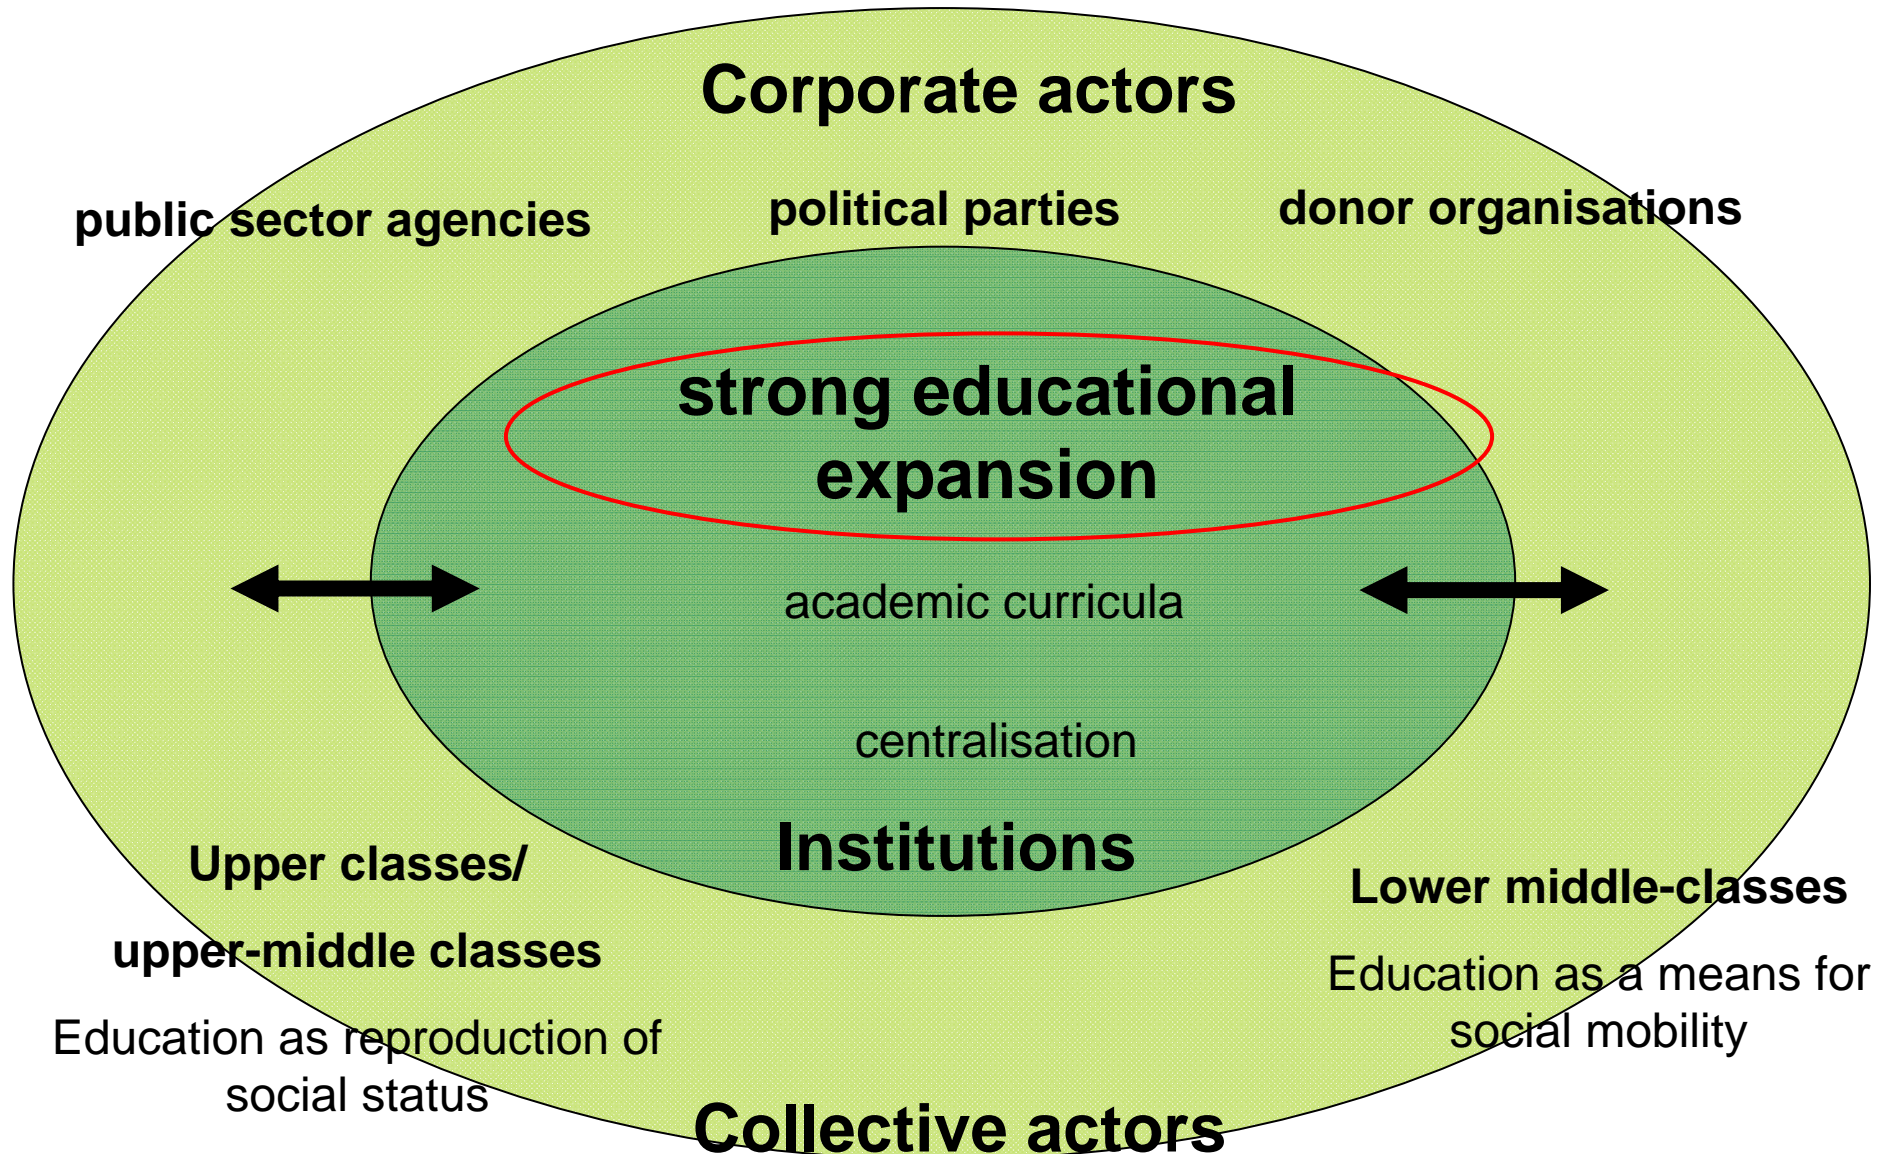 Corporate actors
public sector agencies
political parties
donor organisations
strong educational
expansion
academic curricula
centralisation
Institutions
Upper classes/
upper-middle classes
Education as reproduction of
social status
Lower middle-classes
Education as a means for
social mobility
Collective actors